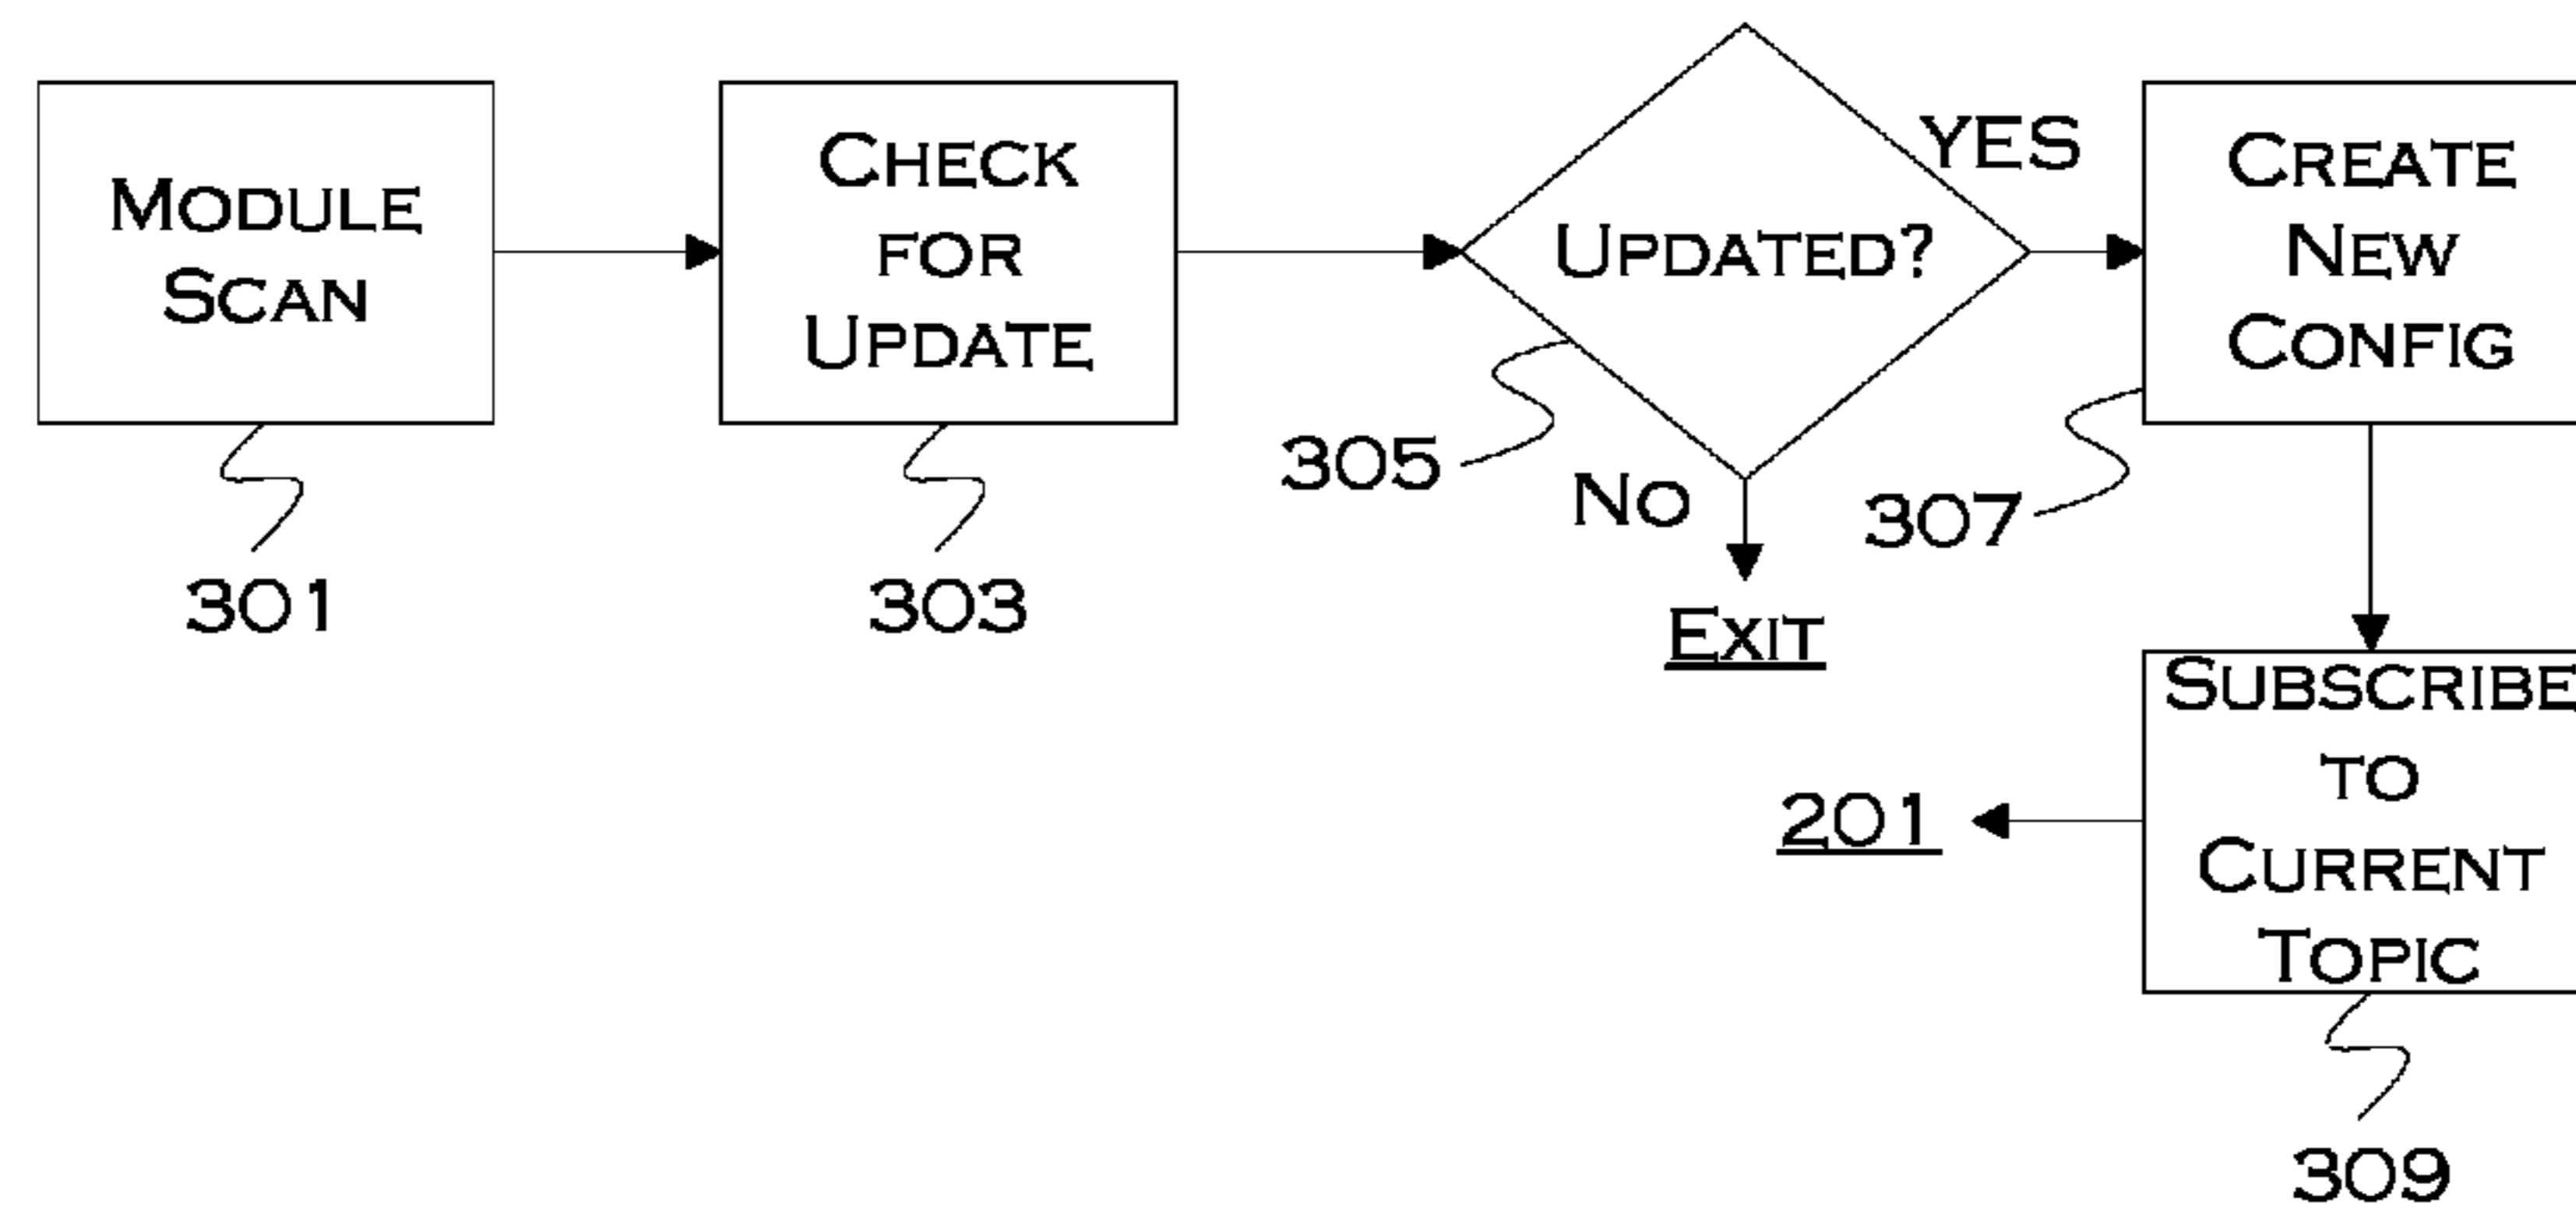 MODULE
SCAN
301
CHECK
FOR
UPDATE
303
UPDATED?
305
YES
NO
EXIT
CREATE
NEW
CONFIG
307
SUBSCRIBE
TO
CURRENT
TOPIC
309
201